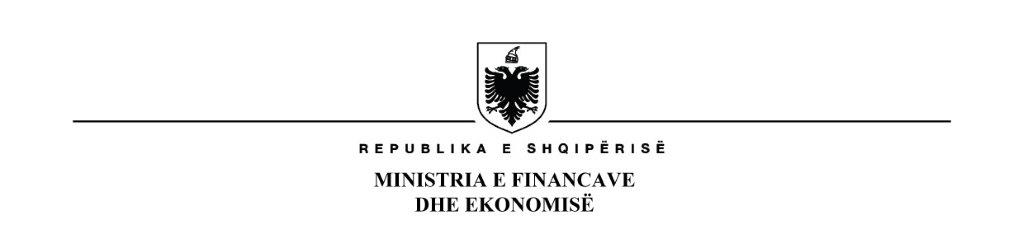 REPUBLIKA E SHQIPËRISË
MINISTRIA E FINANCAVE
DHE EKONOMISË